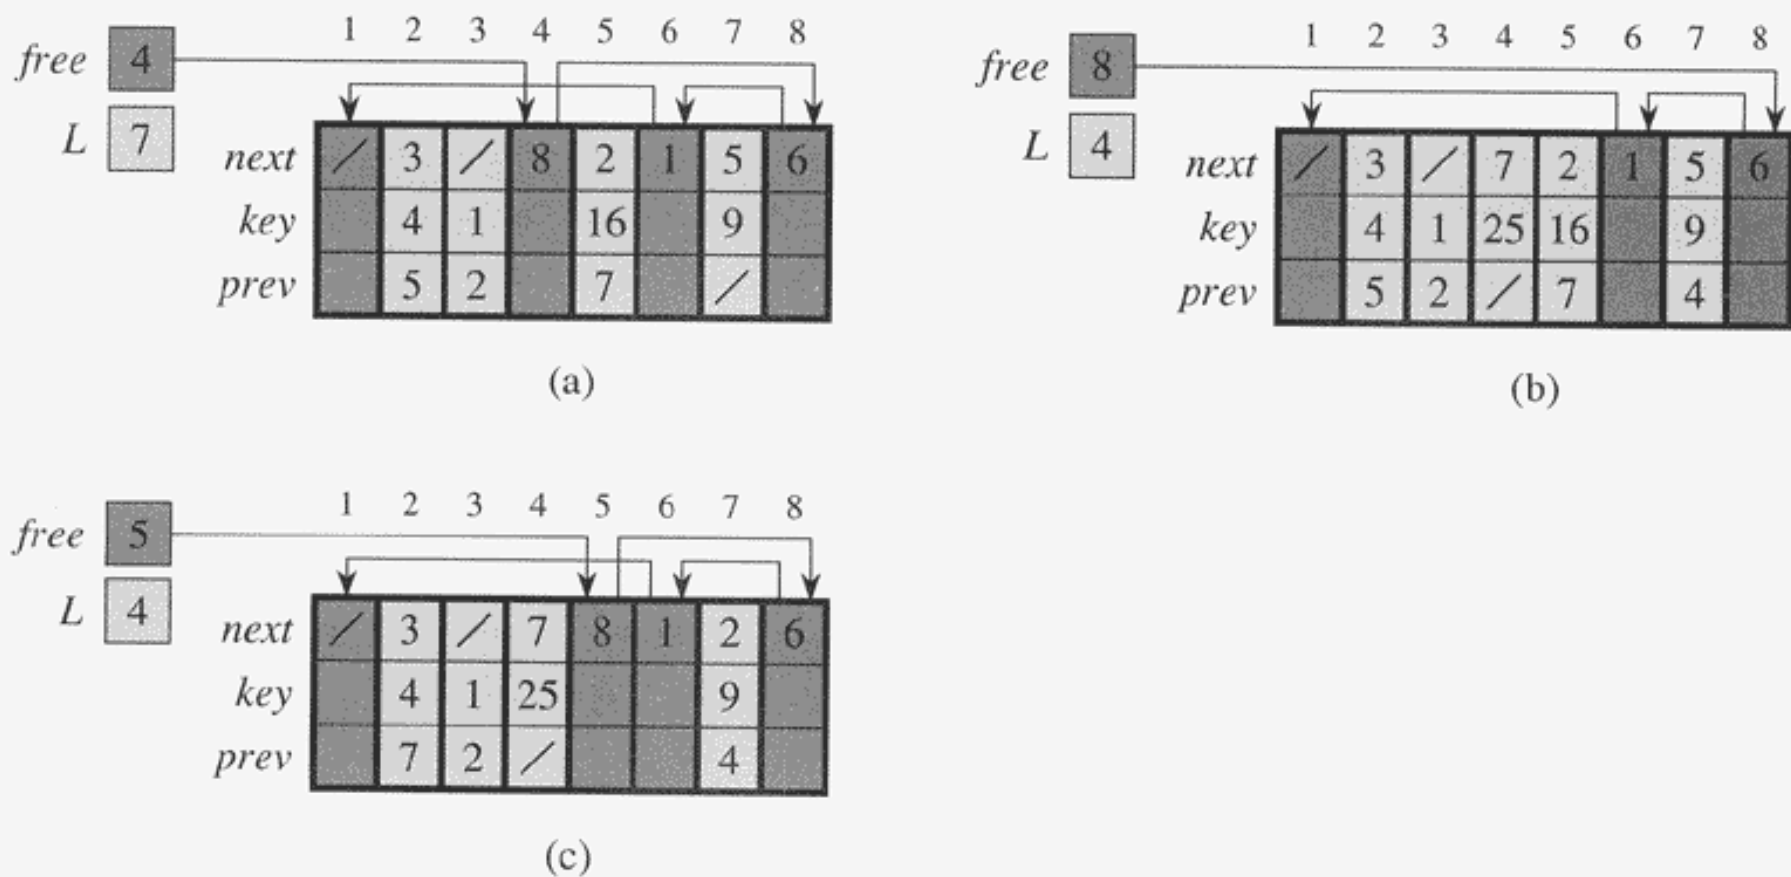 1 2 3 4 5 6 7 8
free 4
L 7
next / 3 / 8 2 1 5 6
key 4 1 16 9
prev 5 2 7 /
(a)
1 2 3 4 5 6 7 8
free 8
L 4
next / 3 / 7 2 1 5 6
key 4 1 25 16 9
prev 5 2 / 7 4
(b)
1 2 3 4 5 6 7 8
free 5
L 4
next / 3 / 7 8 1 2 6
key 4 1 25 9
prev 7 2 / 4
(c)